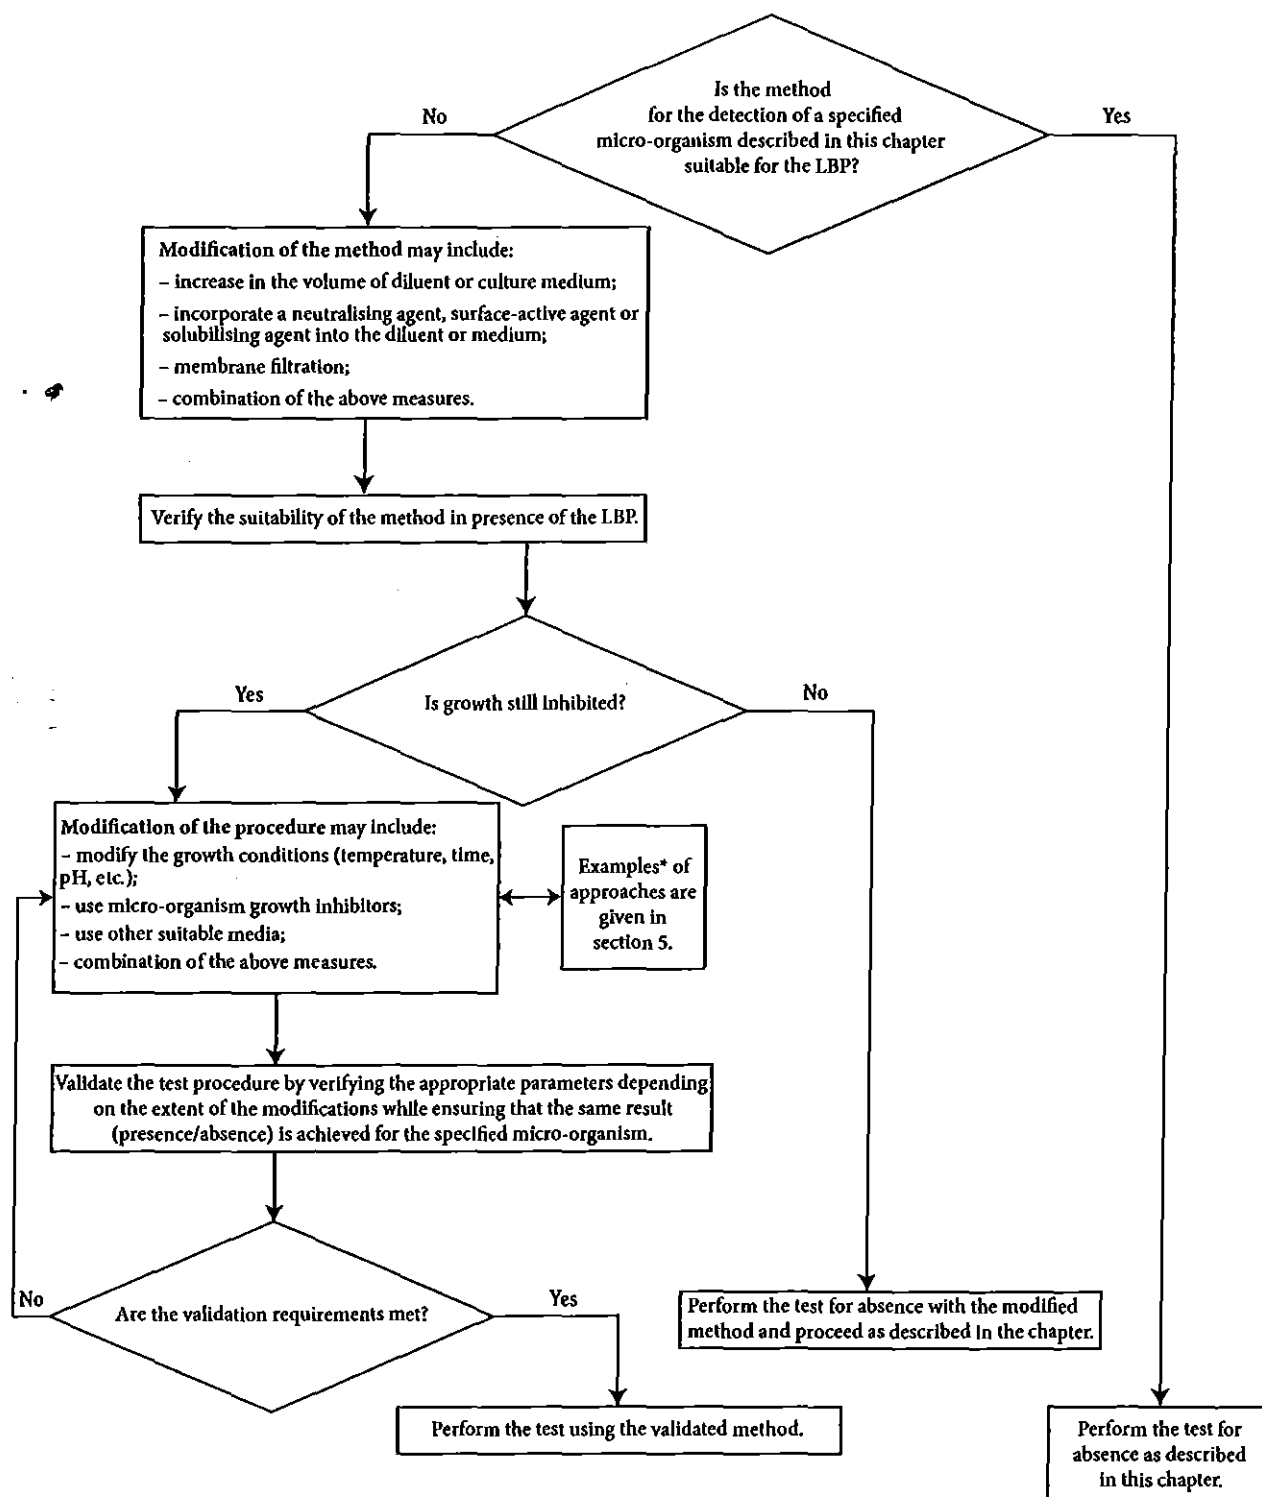 Is the method
for the detection of a specified
micro-organism described in this chapter
suitable for the LBP?
No
Yes
Modification of the method may include:
– increase in the volume of diluent or culture medium;
– incorporate a neutralising agent, surface-active agent or
solubilising agent into the diluent or medium;
– membrane filtration;
– combination of the above measures.
Verify the suitability of the method in presence of the LBP.
Is growth still inhibited?
Yes
No
Modification of the procedure may include:
– modify the growth conditions (temperature, time,
pH, etc.);
– use micro-organism growth inhibitors;
– use other suitable media;
– combination of the above measures.
Examples* of
approaches are
given in
section 5.
Validate the test procedure by verifying the appropriate parameters depending
on the extent of the modifications while ensuring that the same result
(presence/absence) is achieved for the specified micro-organism.
Are the validation requirements met?
No
Yes
Perform the test for absence with the modified
method and proceed as described in the chapter.
Perform the test using the validated method.
Perform the test for
absence as described
in this chapter.